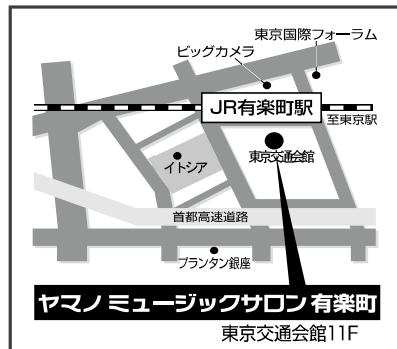 東京国際フォーラム
ビッグカメラ
JR有楽町駅
至東京駅
東京交通会館
イトシア
首都高速道路
プランタン銀座
ヤマノ ミュージックサロン 有楽町
東京交通会館11F